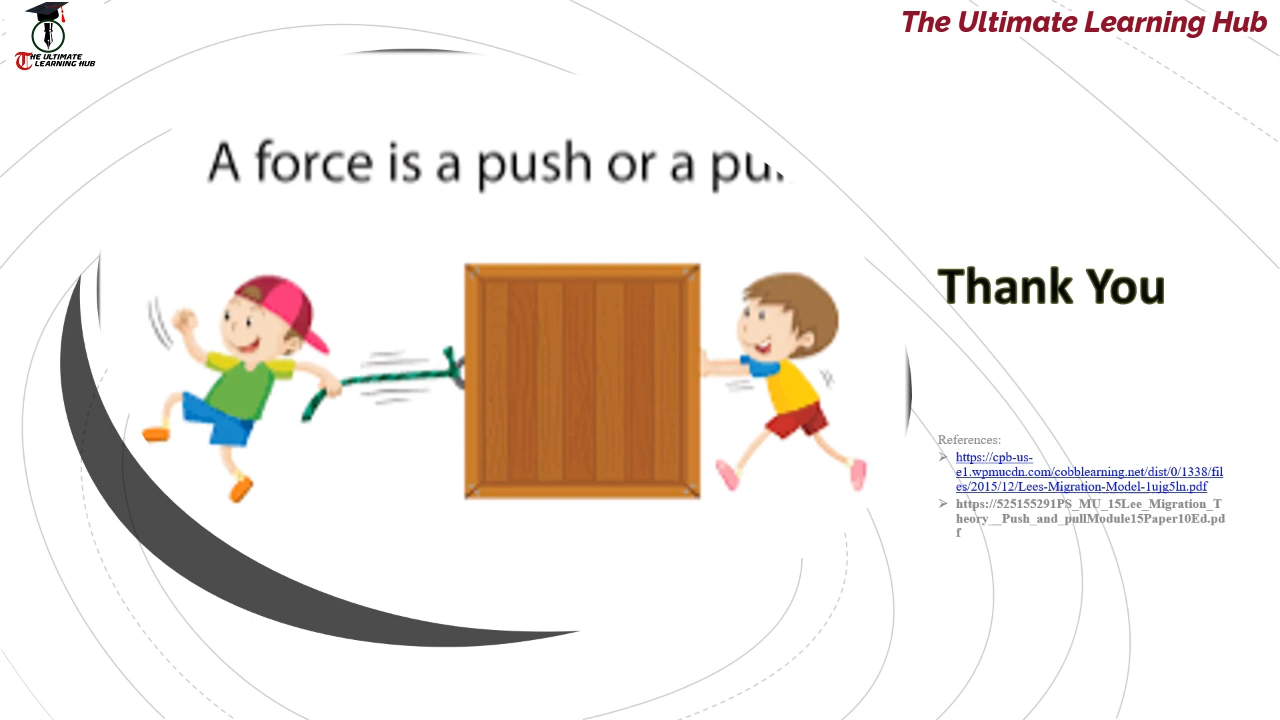 THE ULTIMATE
LEARNING HUB
The Ultimate Learning Hub
A force is a push or a
Thank You
References:
https://cpb-us-
e1.wpmucdn.com/cobblearning.net/dist/0/1338/fil
es/2015/12/Lees-Migration-Model-1ujg5ln.pdf
https://525155291PS_MU_15Lee_Migration_T
heory__Push_and_pullModule15Paper10Ed.pd
f